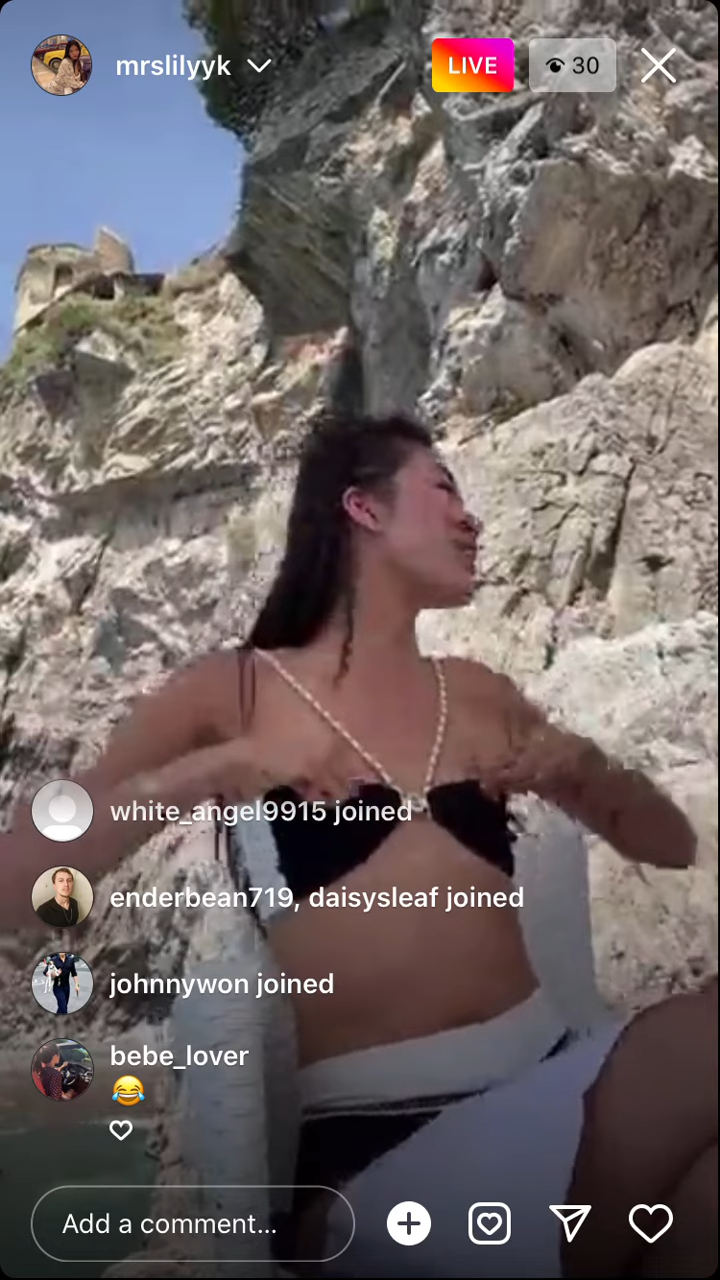 mrslilyyk
LIVE
30
white_angel9915 joined
enderbean719, daisysleaf joined
johnnywon joined
bebe_lover
😂
Add a comment...